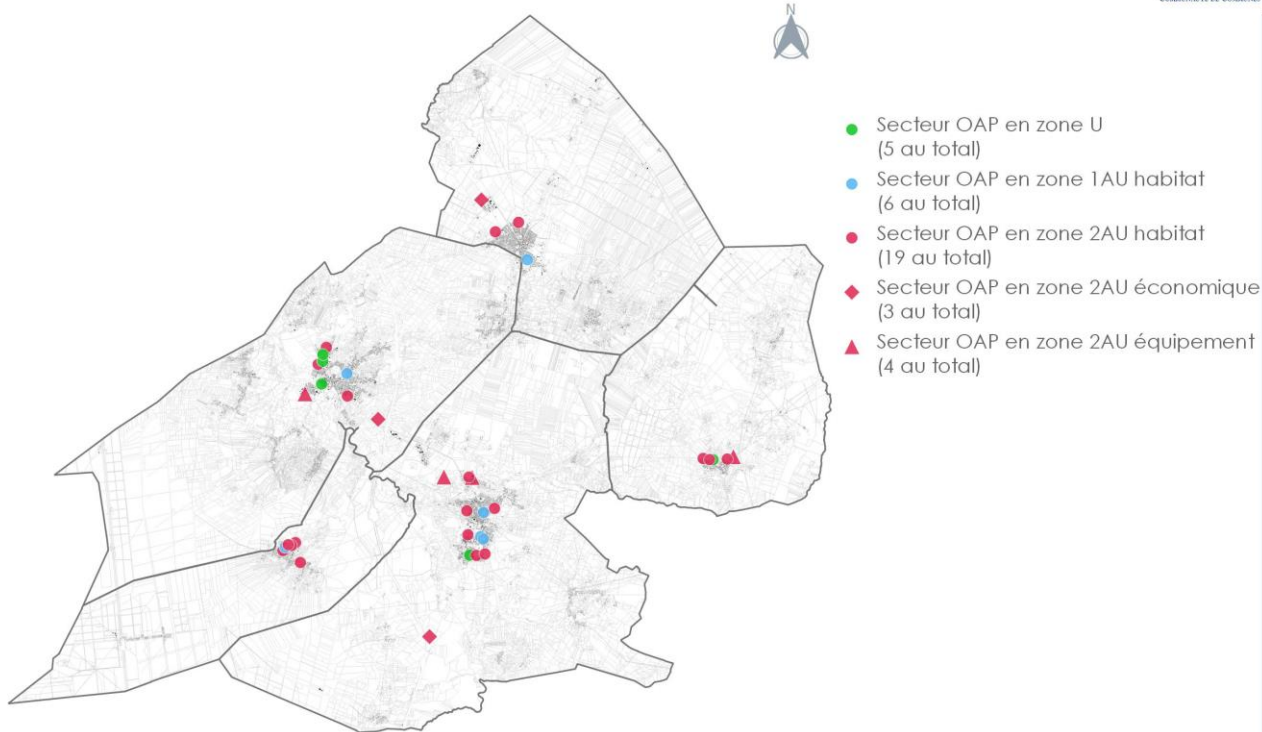 N
Secteur OAP en zone U
(5 au total)
Secteur OAP en zone 1AU habitat
(6 au total)
Secteur OAP en zone 2AU habitat
(19 au total)
Secteur OAP en zone 2AU économique
(3 au total)
Secteur OAP en zone 2AU équipement
(4 au total)